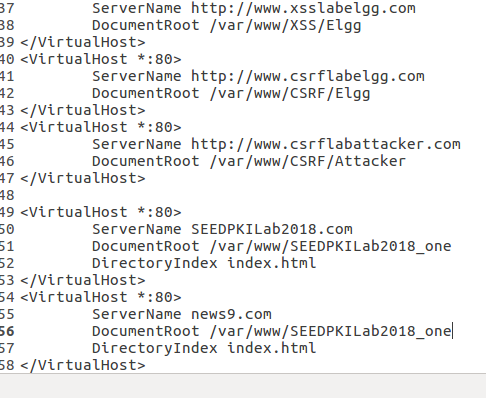 37 ServerName http://www.xsslabelgg.com
38 DocumentRoot /var/www/XSS/Elgg
39 </VirtualHost>
40 <VirtualHost *:80>
41 ServerName http://www.csrflabelgg.com
42 DocumentRoot /var/www/CSRF/Elgg
43 </VirtualHost>
44 <VirtualHost *:80>
45 ServerName http://www.csrflabattacker.com
46 DocumentRoot /var/www/CSRF/Attacker
47 </VirtualHost>
48
49 <VirtualHost *:80>
50 ServerName SEEDPKILab2018.com
51 DocumentRoot /var/www/SEEDPKILab2018_one
52 DirectoryIndex index.html
53 </VirtualHost>
54 <VirtualHost *:80>
55 ServerName news9.com
56 DocumentRoot /var/www/SEEDPKILab2018_one
57 DirectoryIndex index.html
58 </VirtualHost>